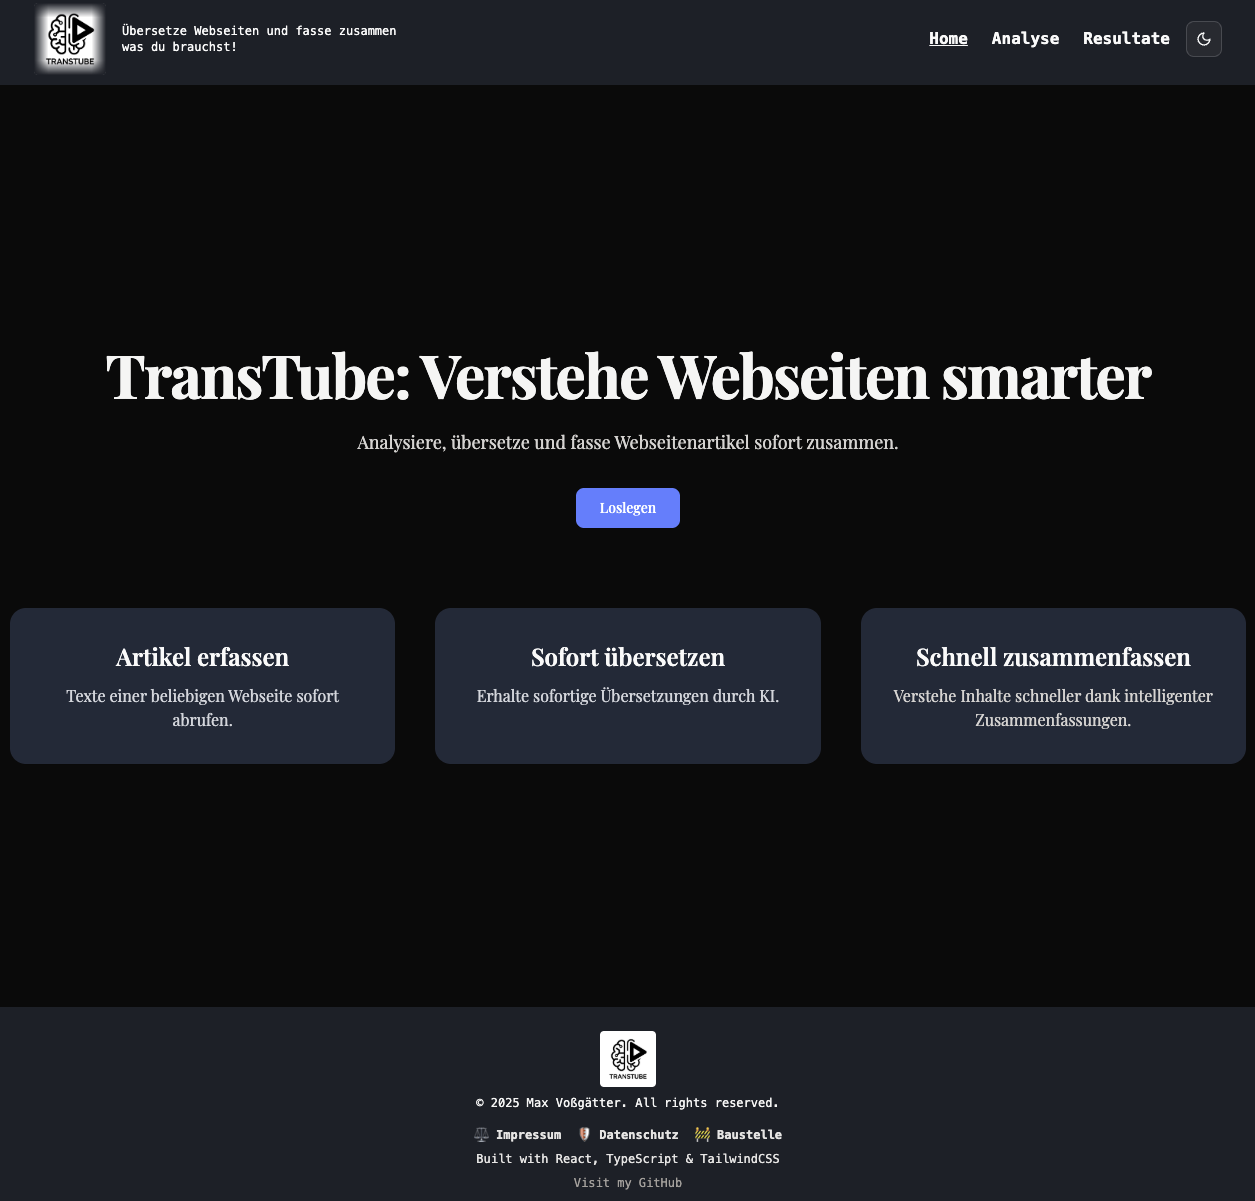 TRANSTUBE
Übersetze Webseiten und fasse zusammen
was du brauchst!
Home Analyse Resultate
TransTube: Verstehe Webseiten smarter
Analysiere, übersetze und fasse Webseitenartikel sofort zusammen.
Loslegen
Artikel erfassen
Texte einer beliebigen Webseite sofort
abrufen.
Sofort übersetzen
Erhalte sofortige Übersetzungen durch KI.
Schnell zusammenfassen
Verstehe Inhalte schneller dank intelligenter
Zusammenfassungen.
TRANSTUBE
© 2025 Max Voßgätter. All rights reserved.
Impressum Datenschutz Baustelle
Built with React, TypeScript & TailwindCSS
Visit my GitHub